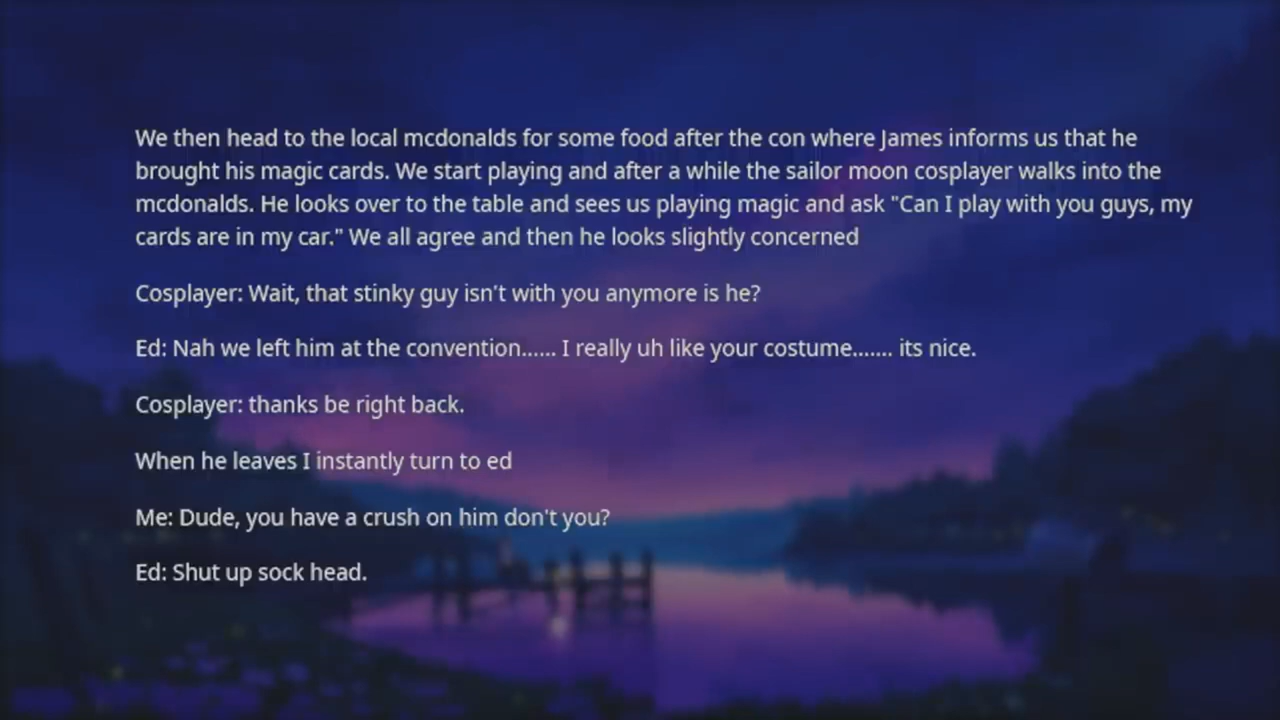 We then head to the local mcdonalds for some food after the con where James informs us that he
brought his magic cards. We start playing and after a while the sailor moon cosplayer walks into the
mcdonalds. He looks over to the table and sees us playing magic and ask "Can I play with you guys, my
cards are in my car." We all agree and then he looks slightly concerned
Cosplayer: Wait, that stinky guy isn't with you anymore is he?
Ed: Nah we left him at the convention...... I really uh like your costume....... its nice.
Cosplayer: thanks be right back.
When he leaves I instantly turn to ed
Me: Dude, you have a crush on him don't you?
Ed: Shut up sock head.